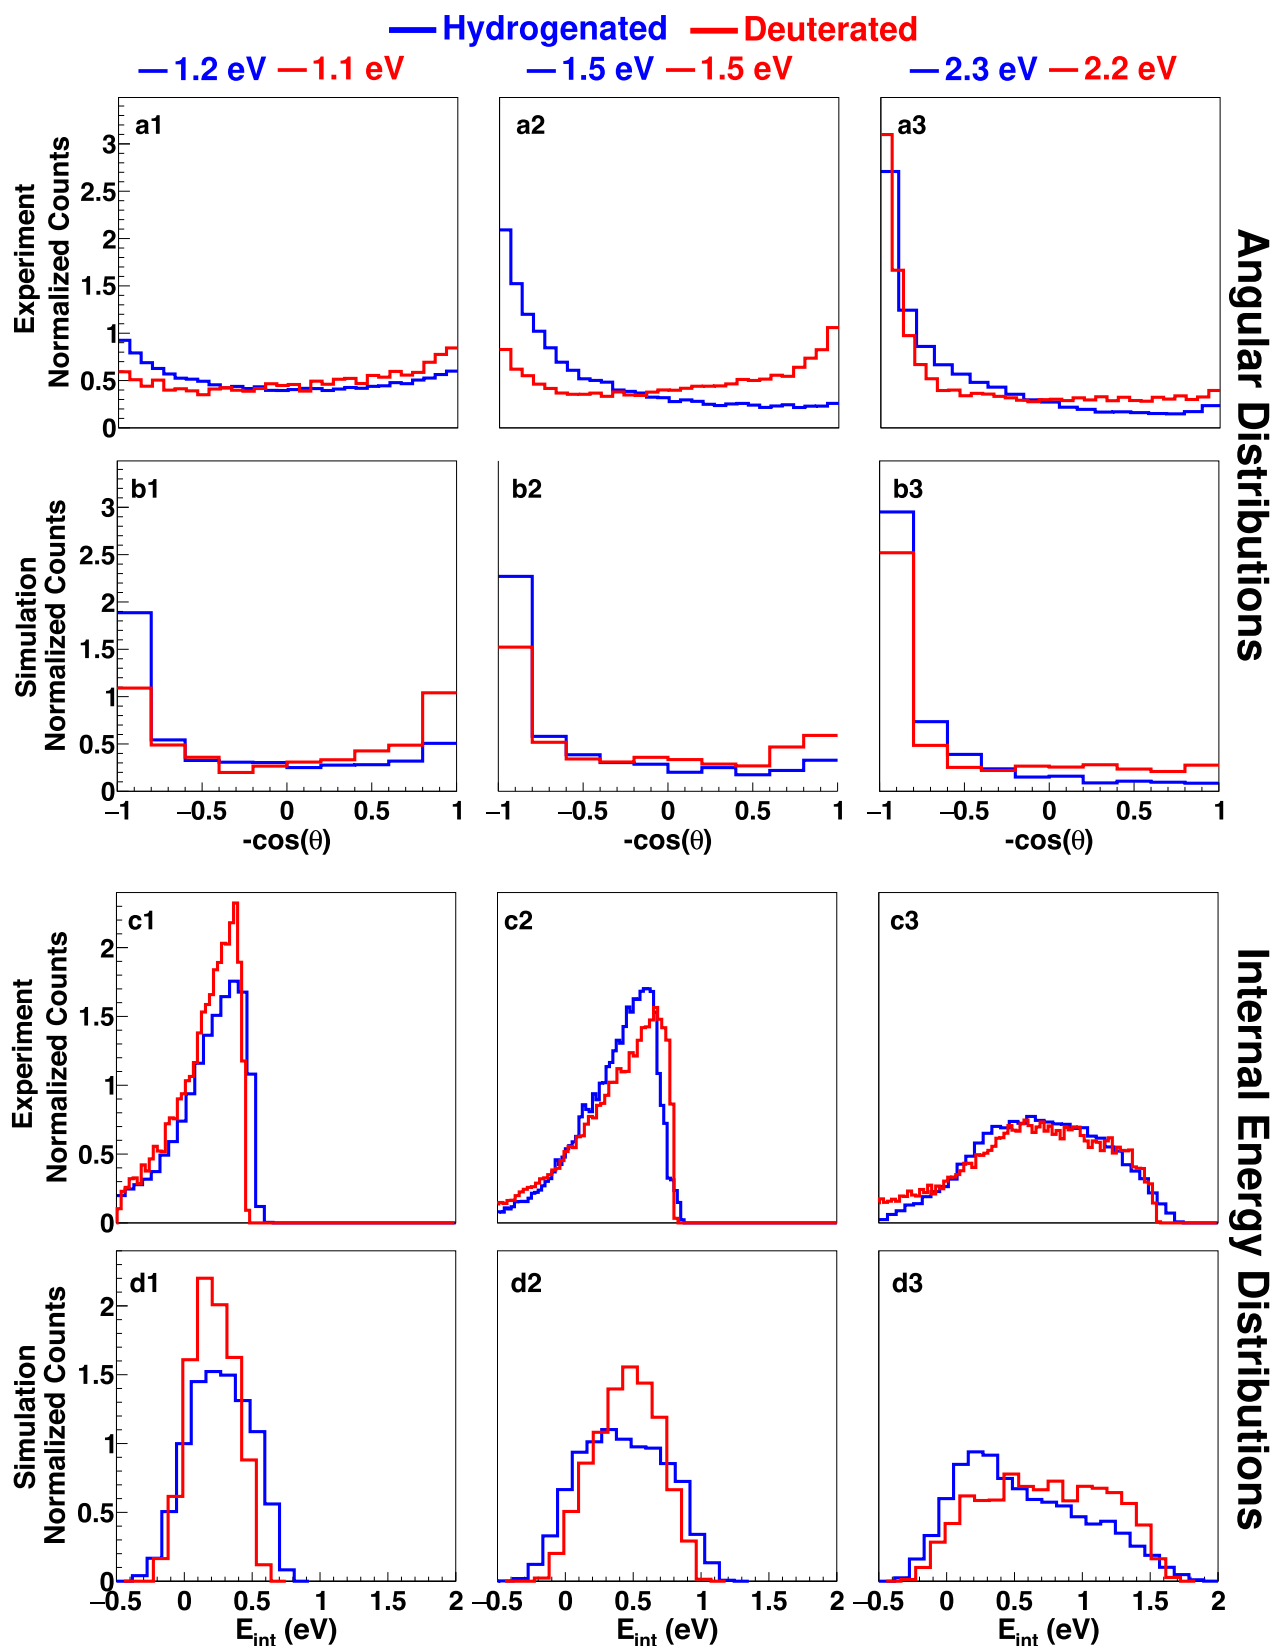 Hydrogenated Deuterated
1.2 eV 1.1 eV 1.5 eV 1.5 eV 2.3 eV 2.2 eV
Experiment
Normalized Counts
a1 a2 a3
3
2.5
2
1.5
1
0.5
0
Simulation
Normalized Counts
b1 b2 b3
3
2.5
2
1.5
1
0.5
0
−1 −0.5 0 0.5 1 −1 −0.5 0 0.5 1 −1 −0.5 0 0.5 1
-cos(θ) -cos(θ) -cos(θ)
Angular Distributions
Experiment
Normalized Counts
c1 c2 c3
2
1.5
1
0.5
0
Simulation
Normalized Counts
d1 d2 d3
2
1.5
1
0.5
0
−0.5 0 0.5 1 1.5 2 −0.5 0 0.5 1 1.5 2 −0.5 0 0.5 1 1.5 2
E_int (eV) E_int (eV) E_int (eV)
Internal Energy Distributions